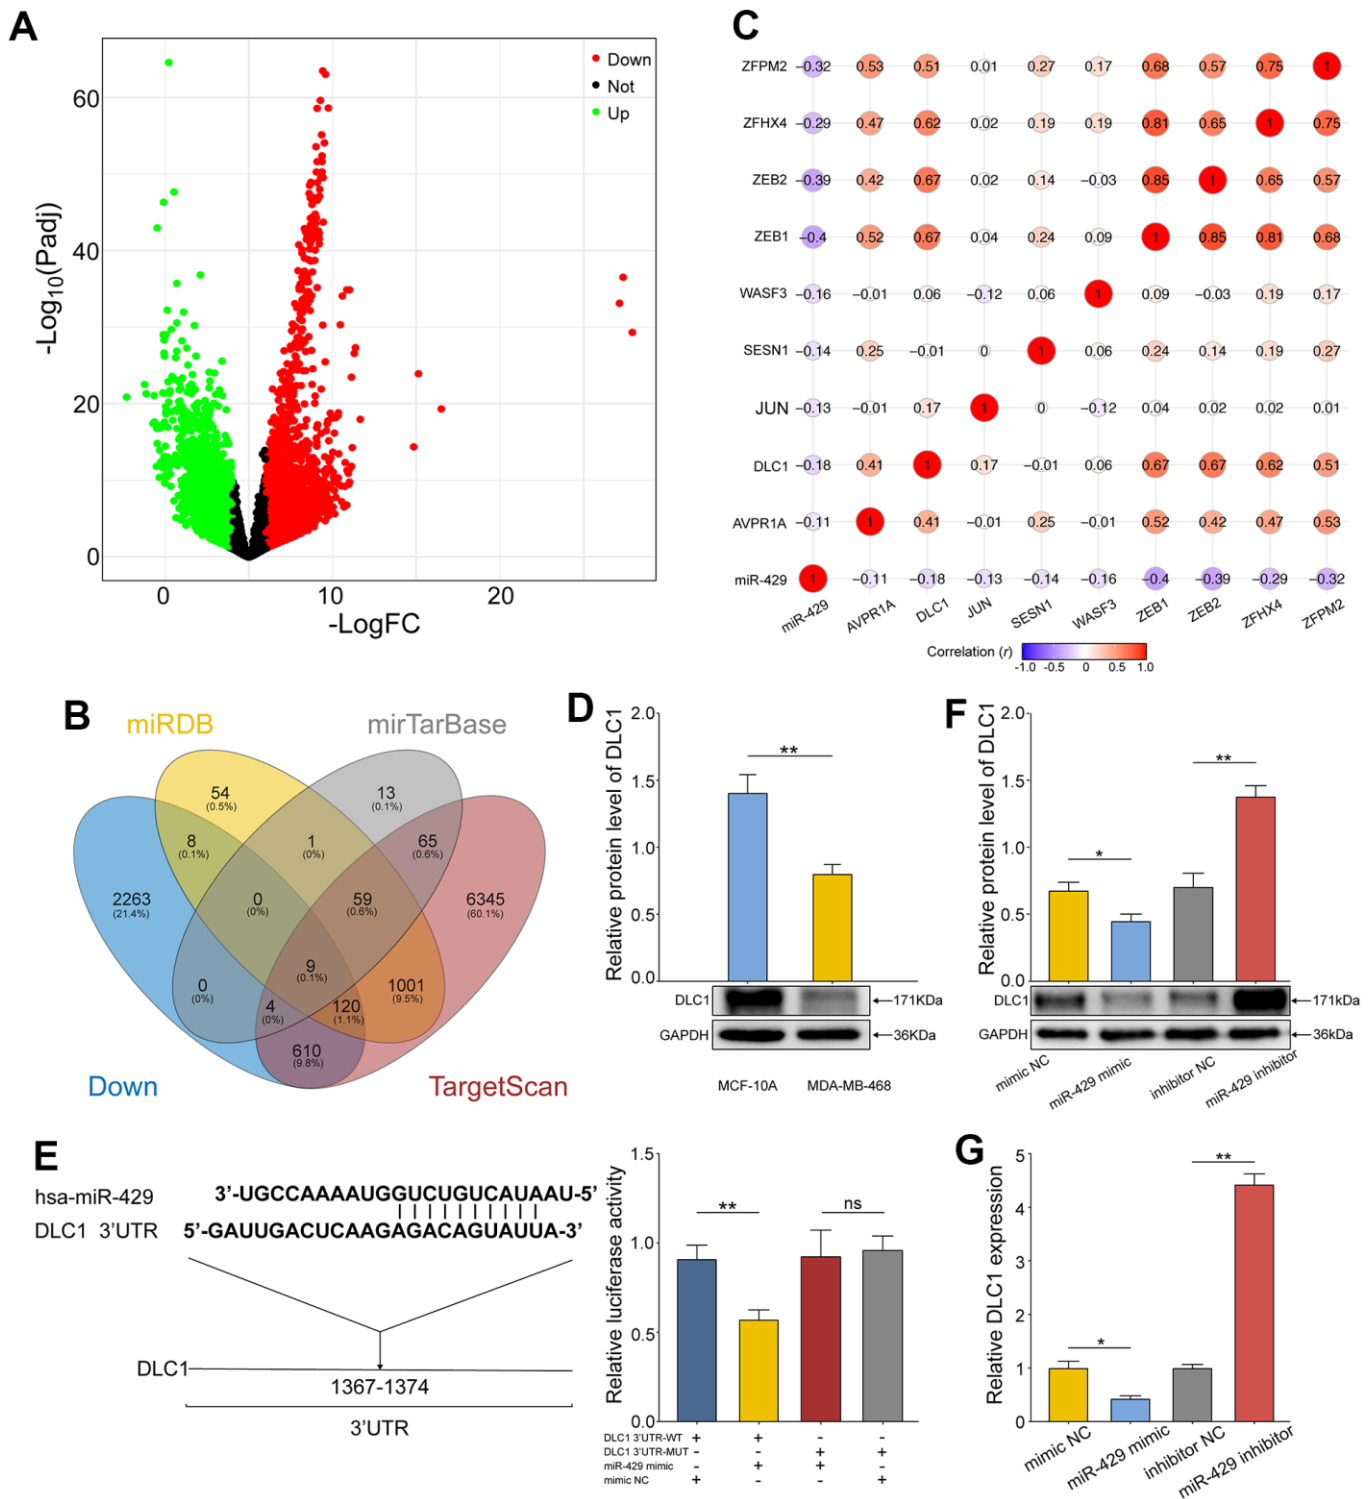 A
60
40
20
0
0
10
20
-Log10(Padj)
-LogFC
Down
Not
Up
C
ZFPM2 −0.32 0.53 0.51 0.01 0.27 0.17 0.68 0.57 0.75 1
ZFHX4 −0.29 0.47 0.62 0.02 0.19 0.19 0.81 0.65 1 0.75
ZEB2 −0.39 0.42 0.67 0.02 0.14 −0.03 0.85 1 0.65 0.57
ZEB1 −0.4 0.52 0.67 0.04 0.24 0.09 1 0.85 0.81 0.68
WASF3 −0.16 −0.01 0.06 −0.12 0.06 1 0.09 −0.03 0.19 0.17
SESN1 −0.14 0.25 −0.01 0 1 0.06 0.24 0.14 0.19 0.27
JUN −0.13 −0.01 0.17 1 0 −0.12 0.04 0.02 0.02 0.01
DLC1 −0.18 0.41 1 0.17 −0.01 0.06 0.67 0.67 0.62 0.51
AVPR1A −0.11 1 0.41 −0.01 0.25 −0.01 0.52 0.42 0.47 0.53
miR-429 1 −0.11 −0.18 −0.13 −0.14 −0.16 −0.4 −0.39 −0.29 −0.32
miR-429 AVPR1A DLC1 JUN SESN1 WASF3 ZEB1 ZEB2 ZFHX4 ZFPM2
Correlation (r)
-1.0 -0.5 0 0.5 1.0
B
miRDB
mirTarBase
54
(0.5%)
13
(0.1%)
8
(0.1%)
1
(0%)
65
(0.6%)
2263
(21.4%)
0
(0%)
59
(0.6%)
6345
(60.1%)
0
(0%)
9
(0.1%)
1001
(9.5%)
4
(0%)
120
(1.1%)
610
(9.8%)
Down
TargetScan
D
Relative protein level of DLC1
2.0
1.5
1.0
0.5
0.0
**
DLC1
171KDa
GAPDH
36KDa
MCF-10A
MDA-MB-468
F
Relative protein level of DLC1
2.0
1.5
1.0
0.5
0.0
*
**
DLC1
171kDa
GAPDH
36kDa
mimic NC
miR-429 mimic
inhibitor NC
miR-429 inhibitor
E
hsa-miR-429
3’-UGCCAAAAUGGUCUGUCAUAAU-5’
DLC1 3’UTR
5’-GAUUGACUCAAGAGACAGUAUUA-3’
DLC1
1367-1374
3’UTR
Relative luciferase activity
1.5
1.0
0.5
0.0
**
ns
DLC1 3’UTR-WT + + - -
DLC1 3’UTR-MUT - - + +
miR-429 mimic - + + -
mimic NC + - - +
G
Relative DLC1 expression
5
4
3
2
1
0
*
**
mimic NC
miR-429 mimic
inhibitor NC
miR-429 inhibitor